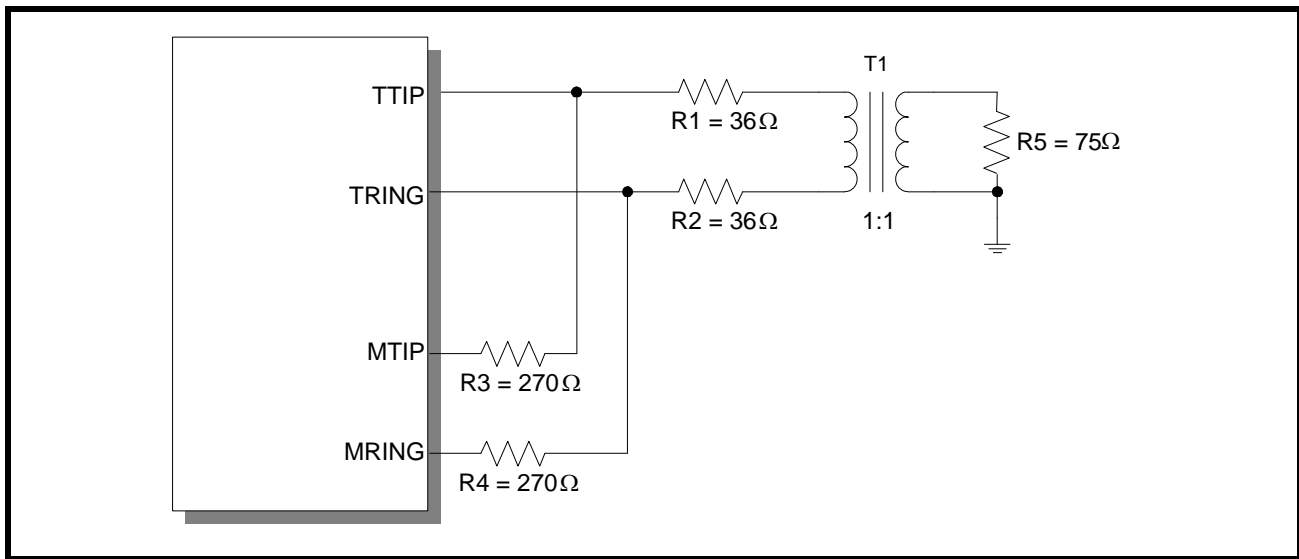 T1
TTIP
R1 = 36Ω
R5 = 75Ω
TRING
R2 = 36Ω
1:1
MTIP
R3 = 270Ω
MRING
R4 = 270Ω